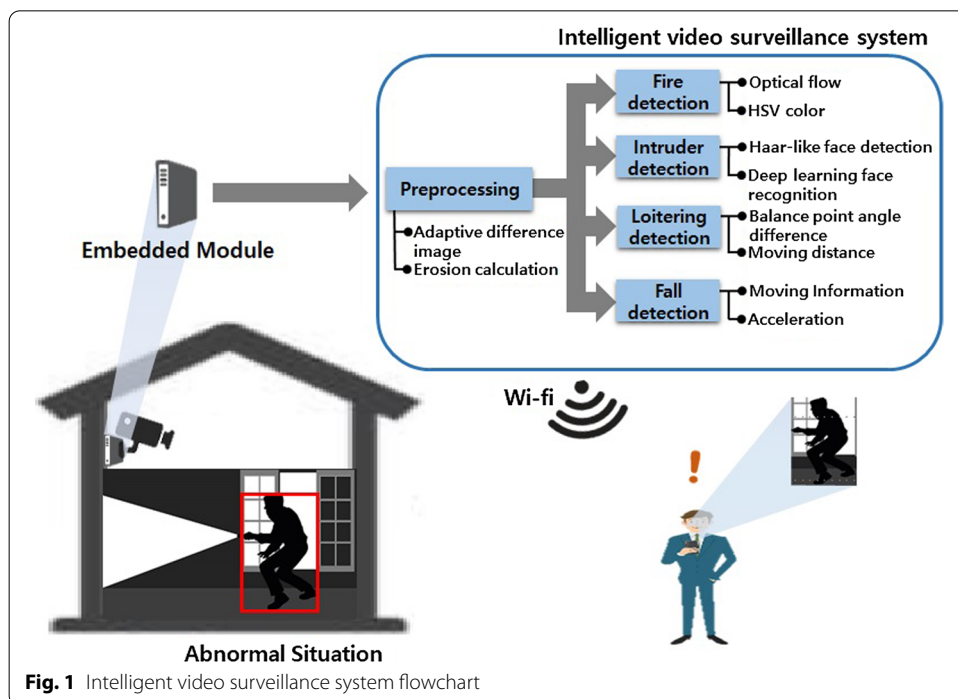 Intelligent video surveillance system
Fire
detection
Optical flow
HSV color
Intruder
detection
Haar-like face detection
Deep learning face
recognition
Preprocessing
Adaptive difference
image
Erosion calculation
Loitering
detection
Balance point angle
difference
Moving distance
Fall
detection
Moving Information
Acceleration
Embedded Module
Wi-fi
!
Abnormal Situation
Fig. 1 Intelligent video surveillance system flowchart